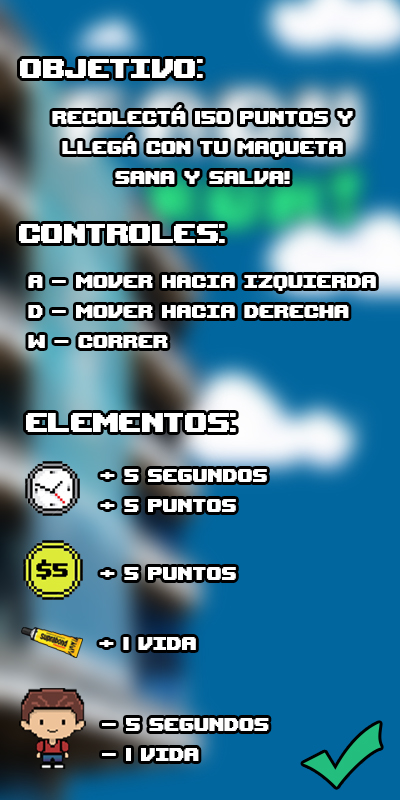 OBJETIVO:
RECOLECTÁ 150 PUNTOS Y
LLEGÁ CON TU MAQUETA
SANA Y SALVA!
CONTROLES:
A - MOVER HACIA IZQUIERDA
D - MOVER HACIA DERECHA
W - CORRER
ELEMENTOS:
+ 5 SEGUNDOS
+ 5 PUNTOS
$5
+ 5 PUNTOS
Suprabond
+ 1 VIDA
- 5 SEGUNDOS
- 1 VIDA